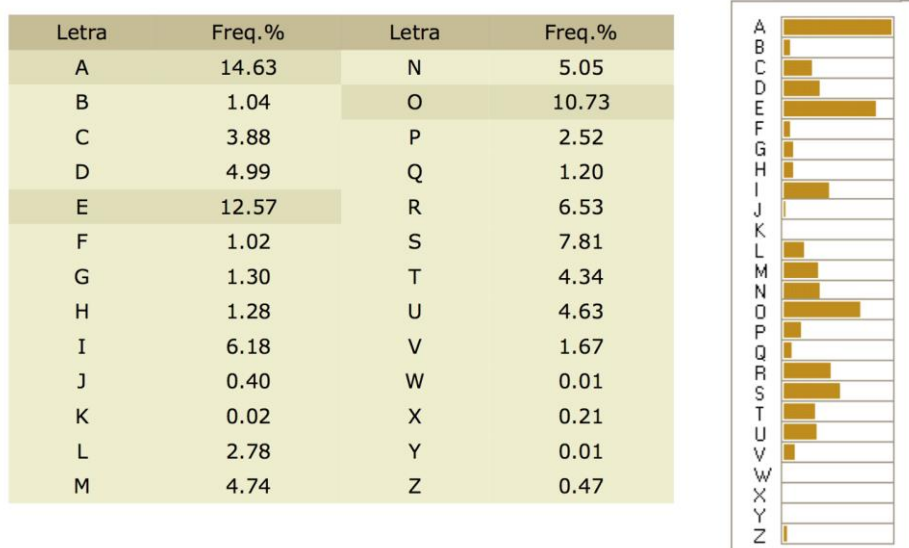 Letra Freq.% Letra Freq.%
A 14.63 N 5.05
B 1.04 O 10.73
C 3.88 P 2.52
D 4.99 Q 1.20
E 12.57 R 6.53
F 1.02 S 7.81
G 1.30 T 4.34
H 1.28 U 4.63
I 6.18 V 1.67
J 0.40 W 0.01
K 0.02 X 0.21
L 2.78 Y 0.01
M 4.74 Z 0.47
A
B
C
D
E
F
G
H
I
J
K
L
M
N
O
P
Q
R
S
T
U
V
W
X
Y
Z